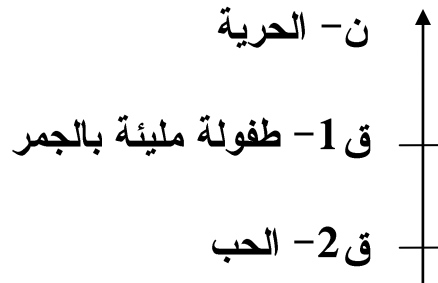 ن- الحرية
ق1- طفولة مليئة بالجمر
ق2- الحب